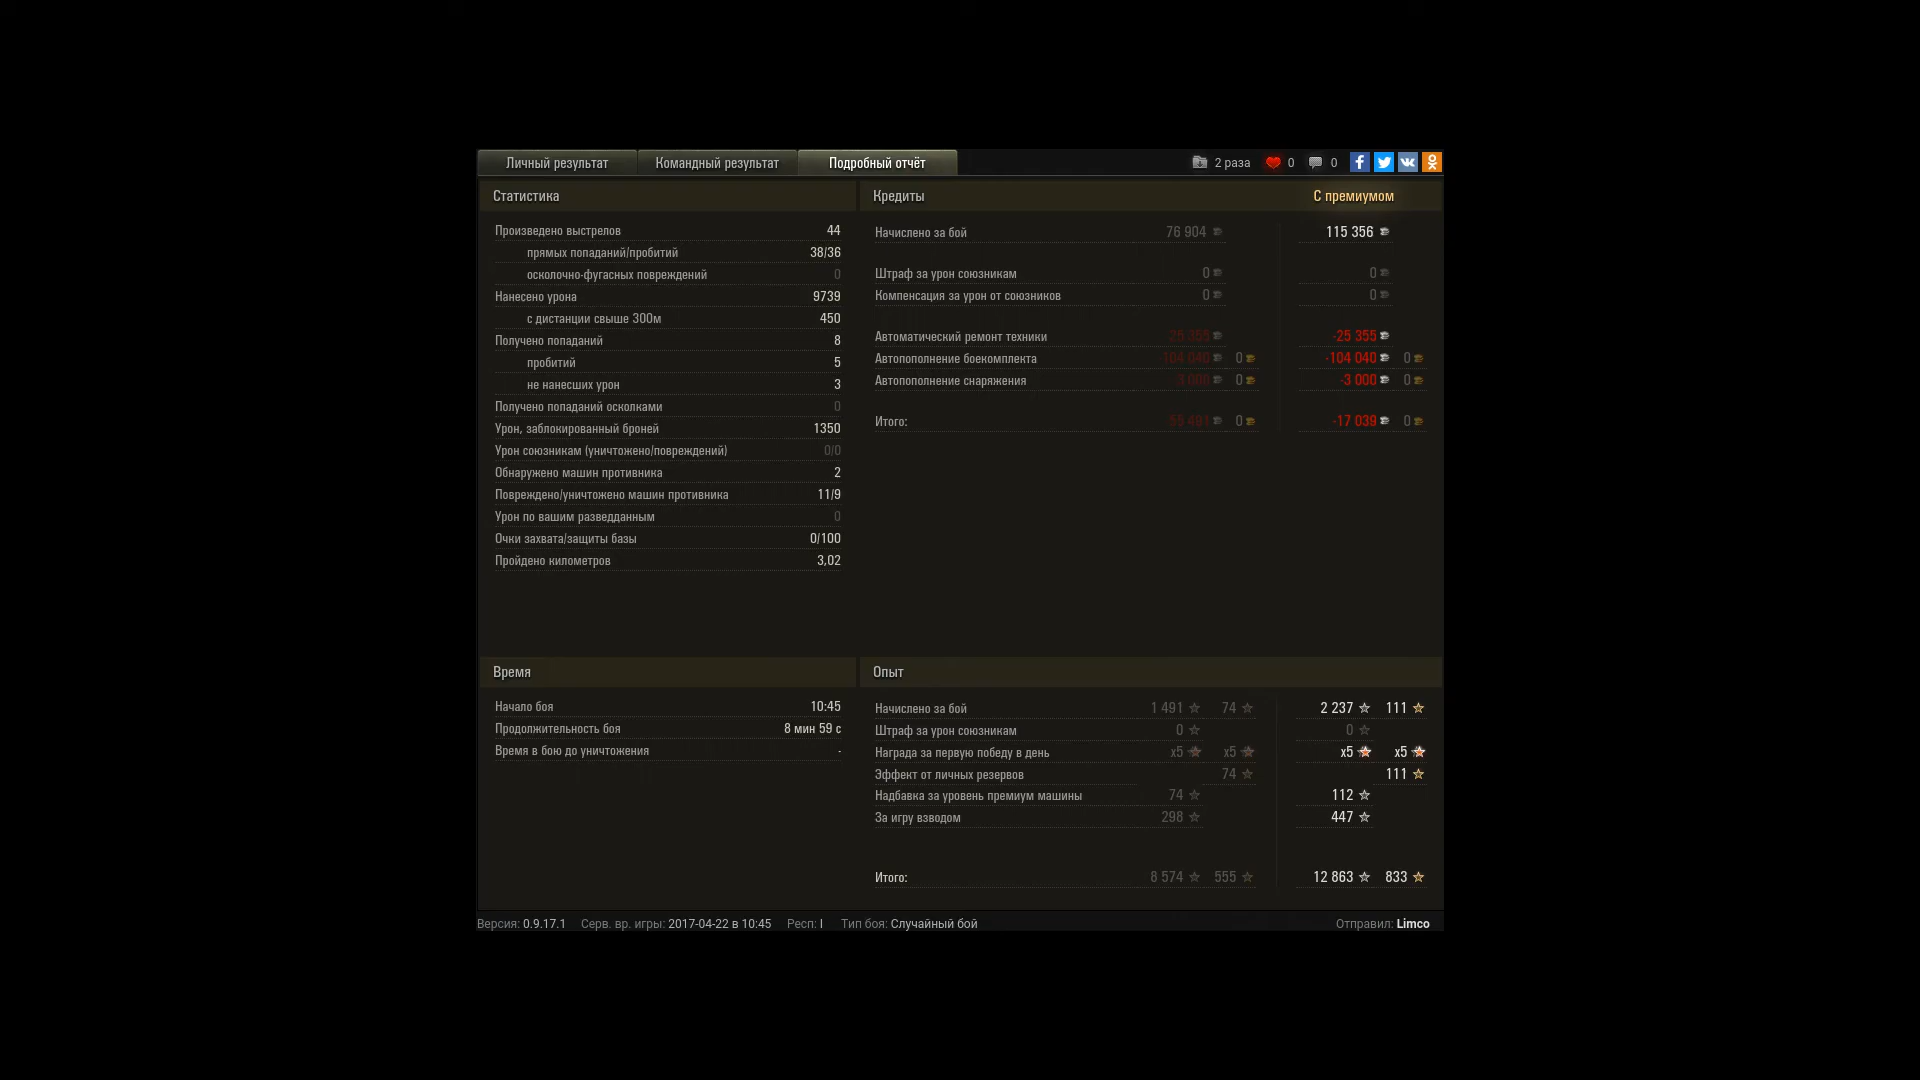 Личный результат Командный результат Подробный отчёт 2 раза 0 0
Статистика
Произведено выстрелов 44
прямых попаданий/пробитий 38/36
осколочно-фугасных повреждений 0
Нанесено урона 9739
с дистанции свыше 300м 450
Получено попаданий 8
пробитий 5
не нанесших урон 3
Получено попаданий осколками 0
Урон, заблокированный броней 1350
Урон союзникам (уничтожено/повреждений) 0/0
Обнаружено машин противника 2
Повреждено/уничтожено машин противника 11/9
Урон по вашим разведданным 0
Очки захвата/защиты базы 0/100
Пройдено километров 3,02
Кредиты С премиумом
Начислено за бой 76 904 115 356
Штраф за урон союзникам 0 0
Компенсация за урон от союзников 0 0
Автоматический ремонт техники -25 355 -25 355
Автопополнение боекомплекта -104 040 0 -104 040 0
Автопополнение снаряжения -3 000 0 -3 000 0
Итого: 0 -17 039 0
Время
Начало боя 10:45
Продолжительность боя 8 мин 59 с
Время в бою до уничтожения -
Опыт
Начислено за бой 1 491 74 2 237 111
Штраф за урон союзникам 0 0
Награда за первую победу в день x5 x5 x5 x5
Эффект от личных резервов 74 111
Надбавка за уровень премиум машины 74 112
За игру взводом 298 447
Итого: 8 574 555 12 863 833
Версия: 0.9.17.1 Серв. вр. игры: 2017-04-22 в 10:45 Респ: I Тип боя: Случайный бой Отправил: Limco